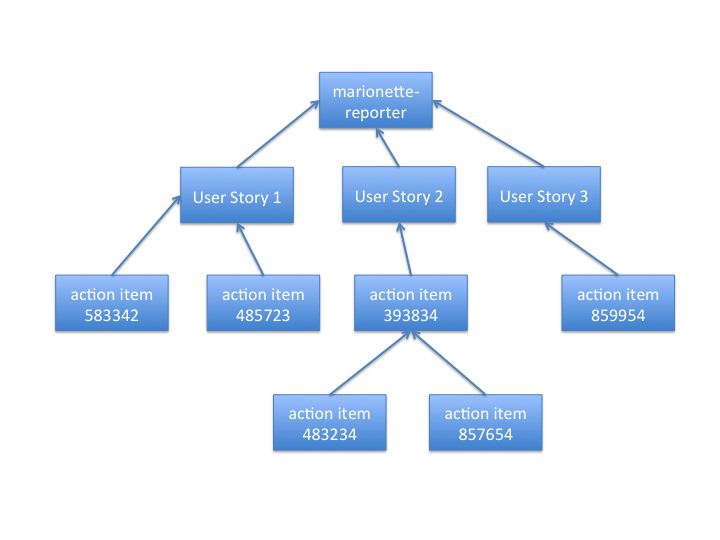 marionette-
reporter
User Story 1
User Story 2
User Story 3
action item
583342
action item
485723
action item
393834
action item
859954
action item
483234
action item
857654